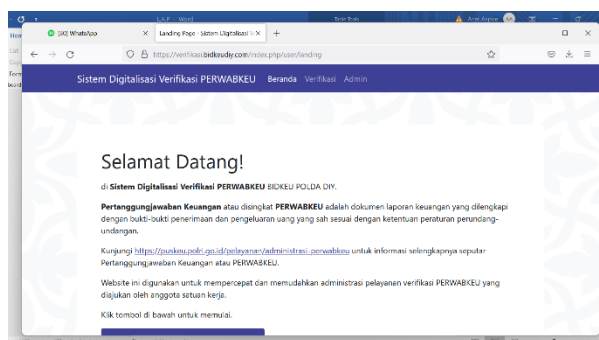 L.A.P - Word
WhatsApp
Landing Page - Sistem Digitalisasi
https://verifikasi.bidkeudiy.com/index.php/user/landing
Sistem Digitalisasi Verifikasi PERWABKEU Beranda Verifikasi Admin
Selamat Datang!
di Sistem Digitalisasi Verifikasi PERWABKEU BIDKEU POLDA DIY.
Pertanggungjawaban Keuangan atau disingkat PERWABKEU adalah dokumen laporan keuangan yang dilengkapi
dengan bukti-bukti penerimaan dan pengeluaran uang yang sah sesuai dengan ketentuan peraturan perundang-
undangan.
Kunjungi https://puskeu.polri.go.id/pelayanan/administrasi-perwabkeu untuk informasi selengkapnya seputar
Pertanggungjawaban Keuangan atau PERWABKEU.
Website ini digunakan untuk mempercepat dan memudahkan administrasi pelayanan verifikasi PERWABKEU yang
diajukan oleh anggota satuan kerja.
Klik tombol di bawah untuk memulai.